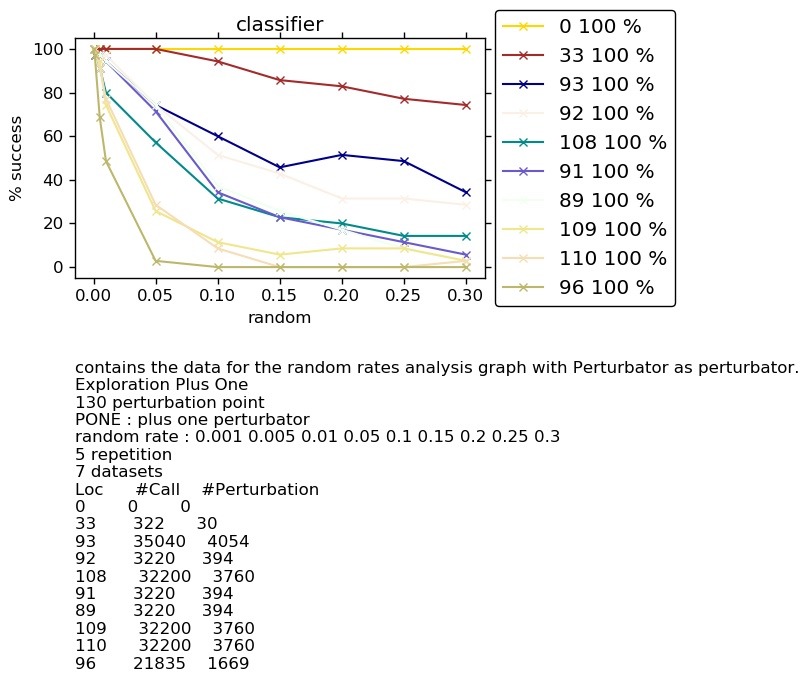 classifier
% success
100
80
60
40
20
0
0.00 0.05 0.10 0.15 0.20 0.25 0.30
random
0 100 %
33 100 %
93 100 %
92 100 %
108 100 %
91 100 %
89 100 %
109 100 %
110 100 %
96 100 %
contains the data for the random rates analysis graph with Perturbator as perturbator.
Exploration Plus One
130 perturbation point
PONE : plus one perturbator
random rate : 0.001 0.005 0.01 0.05 0.1 0.15 0.2 0.25 0.3
5 repetition
7 datasets
Loc #Call #Perturbation
0 0 0
33 322 30
93 35040 4054
92 3220 394
108 32200 3760
91 3220 394
89 3220 394
109 32200 3760
110 32200 3760
96 21835 1669